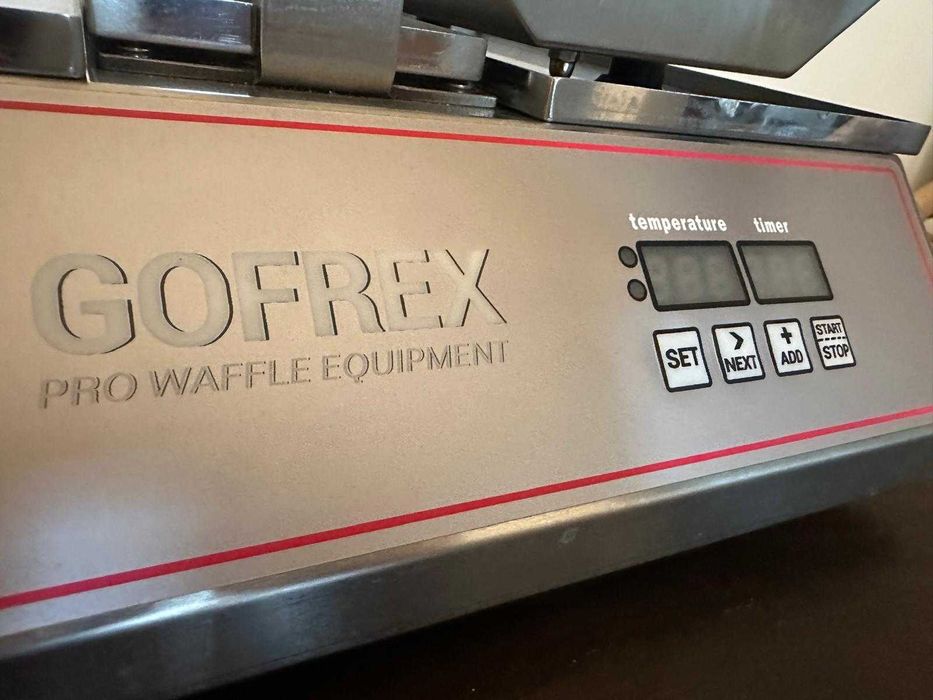 GOFREX
PRO WAFFLE EQUIPMENT
temperature timer
SET
>
NEXT
+
ADD
START
STOP